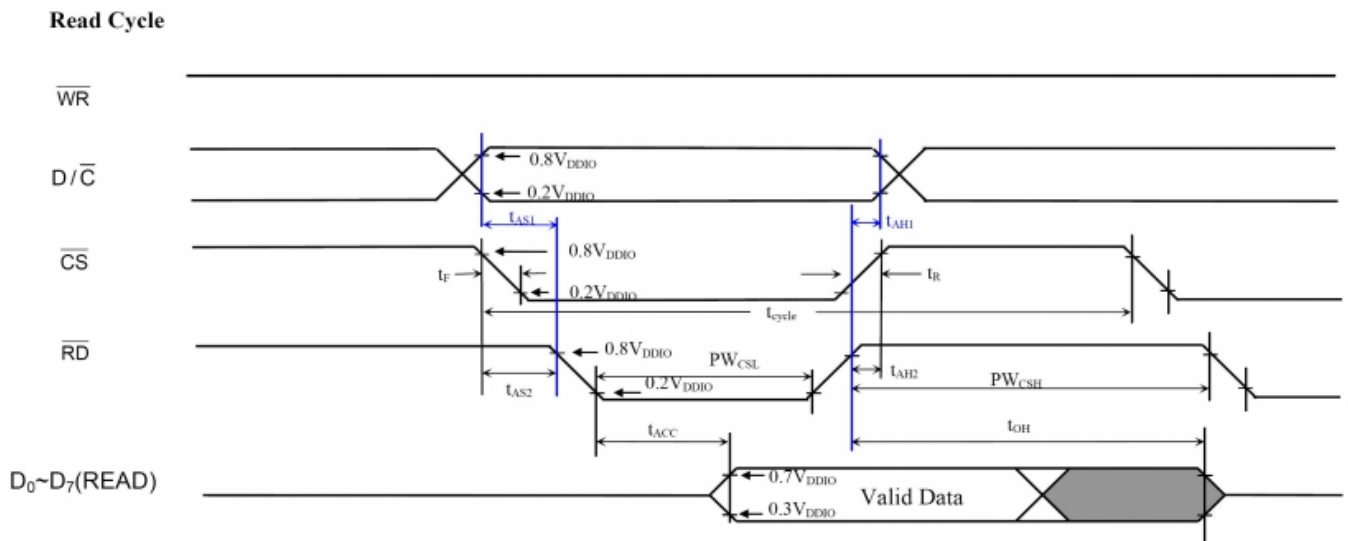 Read Cycle
WR
D/C
0.8VDDIO
0.2VDDIO
tAS1
tAH1
CS
0.8VDDIO
tF
tR
0.2VDDIO
tcycle
RD
0.8VDDIO
PWCSL
0.2VDDIO
tAS2
tAH2
PWCSH
tACC
tOH
D0~D7(READ)
0.7VDDIO
Valid Data
0.3VDDIO